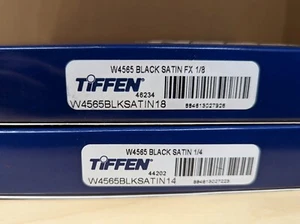 W4565 BLACK SATIN FX 1/8
TIFFEN
46234
W4565BLKSATIN18
W4565 BLACK SATIN 1/4
TIFFEN
44202
W4565BLKSATIN14